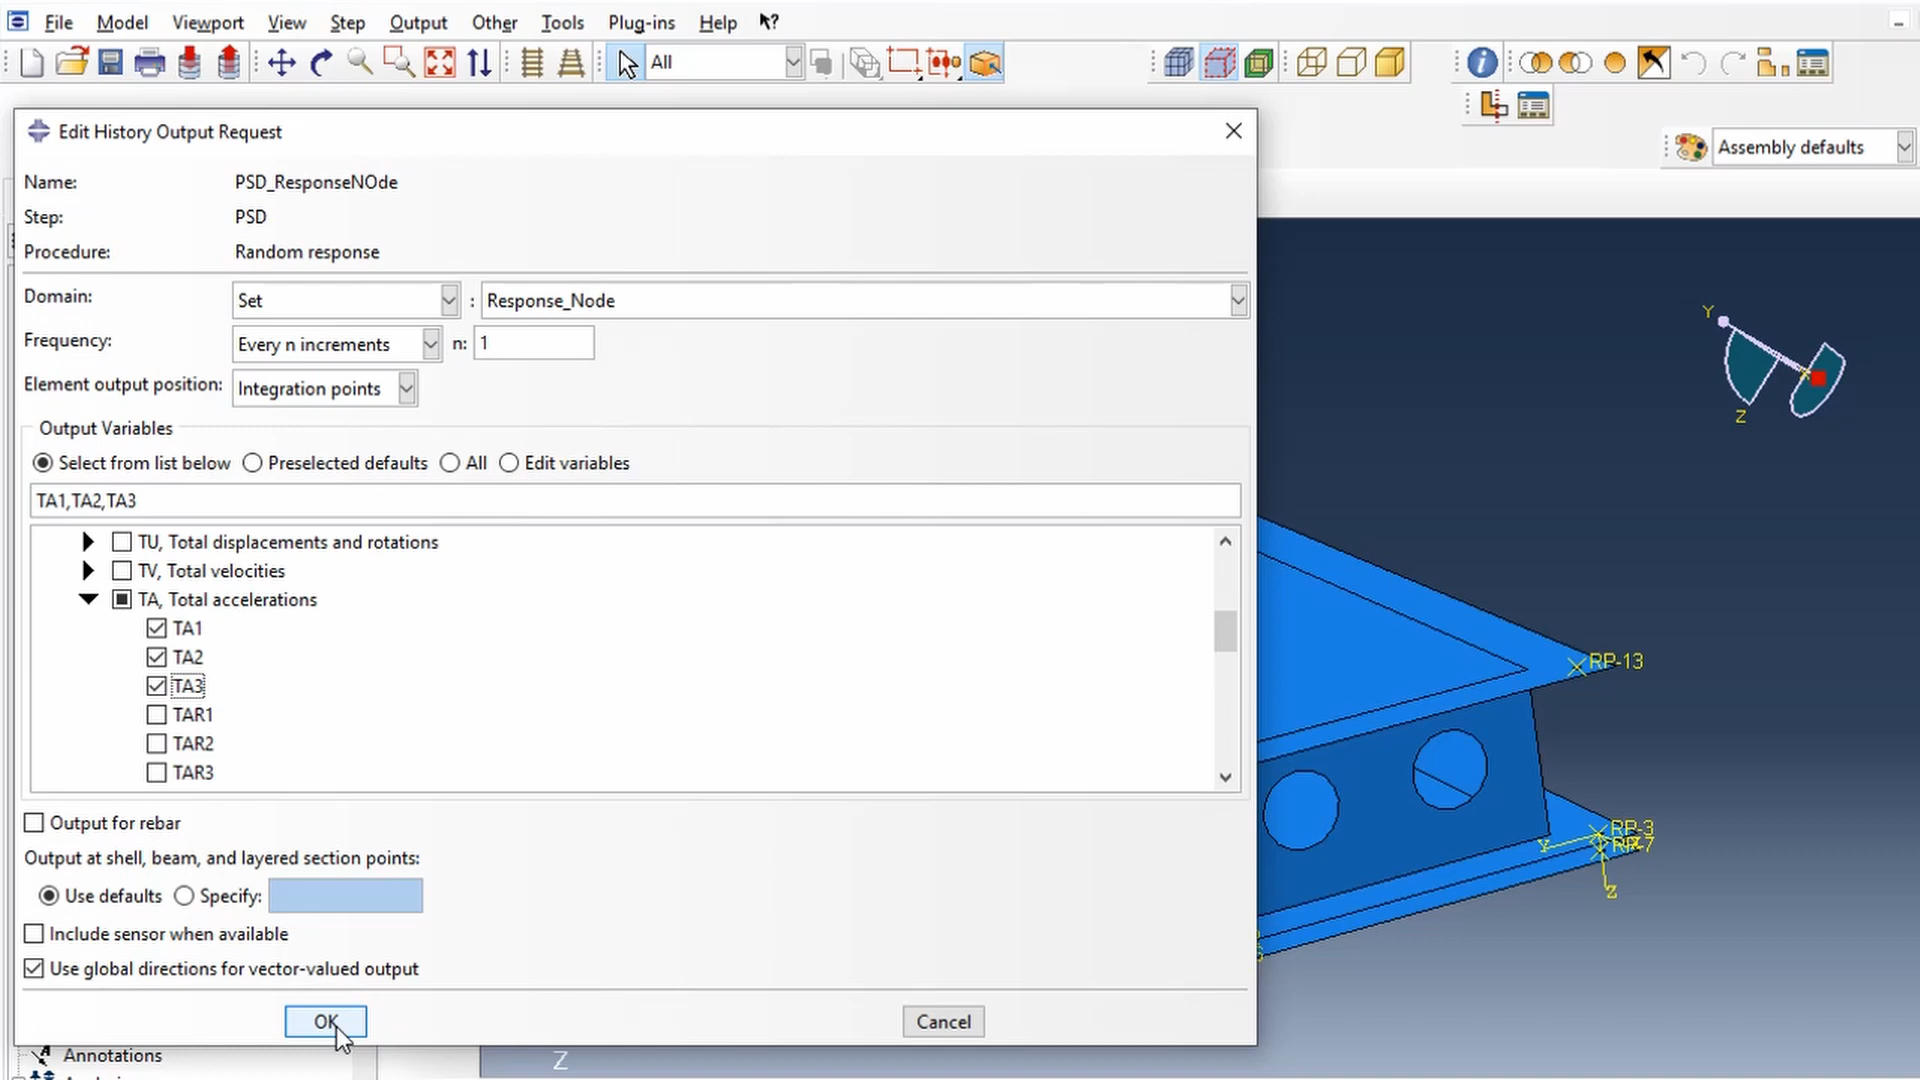 File Model Viewport View Step Output Other Tools Plug-ins Help
All
Assembly defaults
Edit History Output Request
Name: PSD_ResponseNOde
Step: PSD
Procedure: Random response
Domain: Set : Response_Node
Frequency: Every n increments n: 1
Element output position: Integration points
Output Variables
Select from list below Preselected defaults All Edit variables
TA1,TA2,TA3
TU, Total displacements and rotations
TV, Total velocities
TA, Total accelerations
TA1
TA2
TA3
TAR1
TAR2
TAR3
Output for rebar
Output at shell, beam, and layered section points:
Use defaults Specify:
Include sensor when available
Use global directions for vector-valued output
OK Cancel
Annotations
Y
Z
RP-13
RP-3
Y
Z
Z